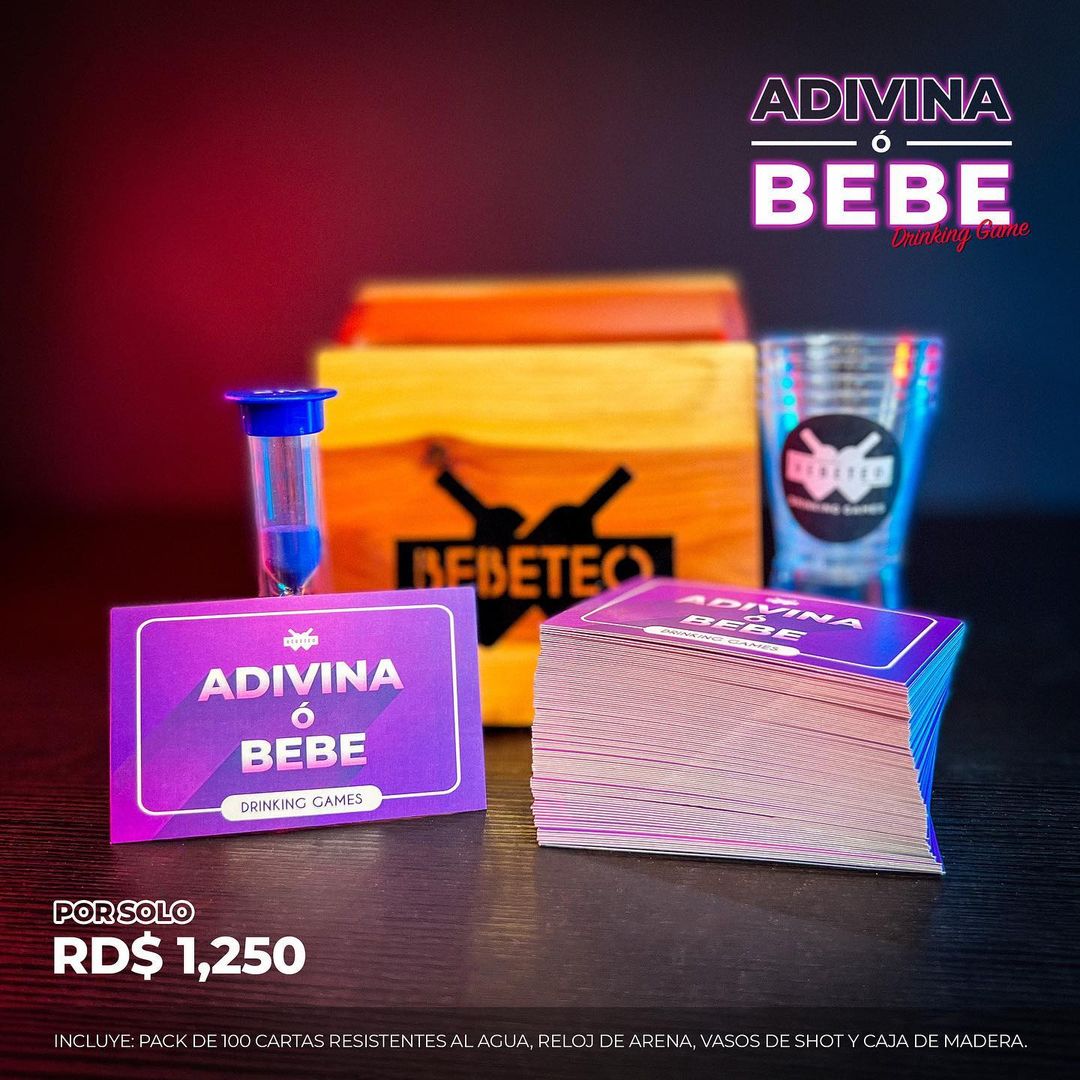 ADIVINA
Ó
BEBE
Drinking Game
BEBETEO
BEBETEO
DRINKING GAMES
BEBETEO
ADIVINA
Ó
BEBE
DRINKING GAMES
ADIVINA
Ó
BEBE
DRINKING GAMES
POR SOLO
RD$ 1,250
INCLUYE: PACK DE 100 CARTAS RESISTENTES AL AGUA, RELOJ DE ARENA, VASOS DE SHOT Y CAJA DE MADERA.